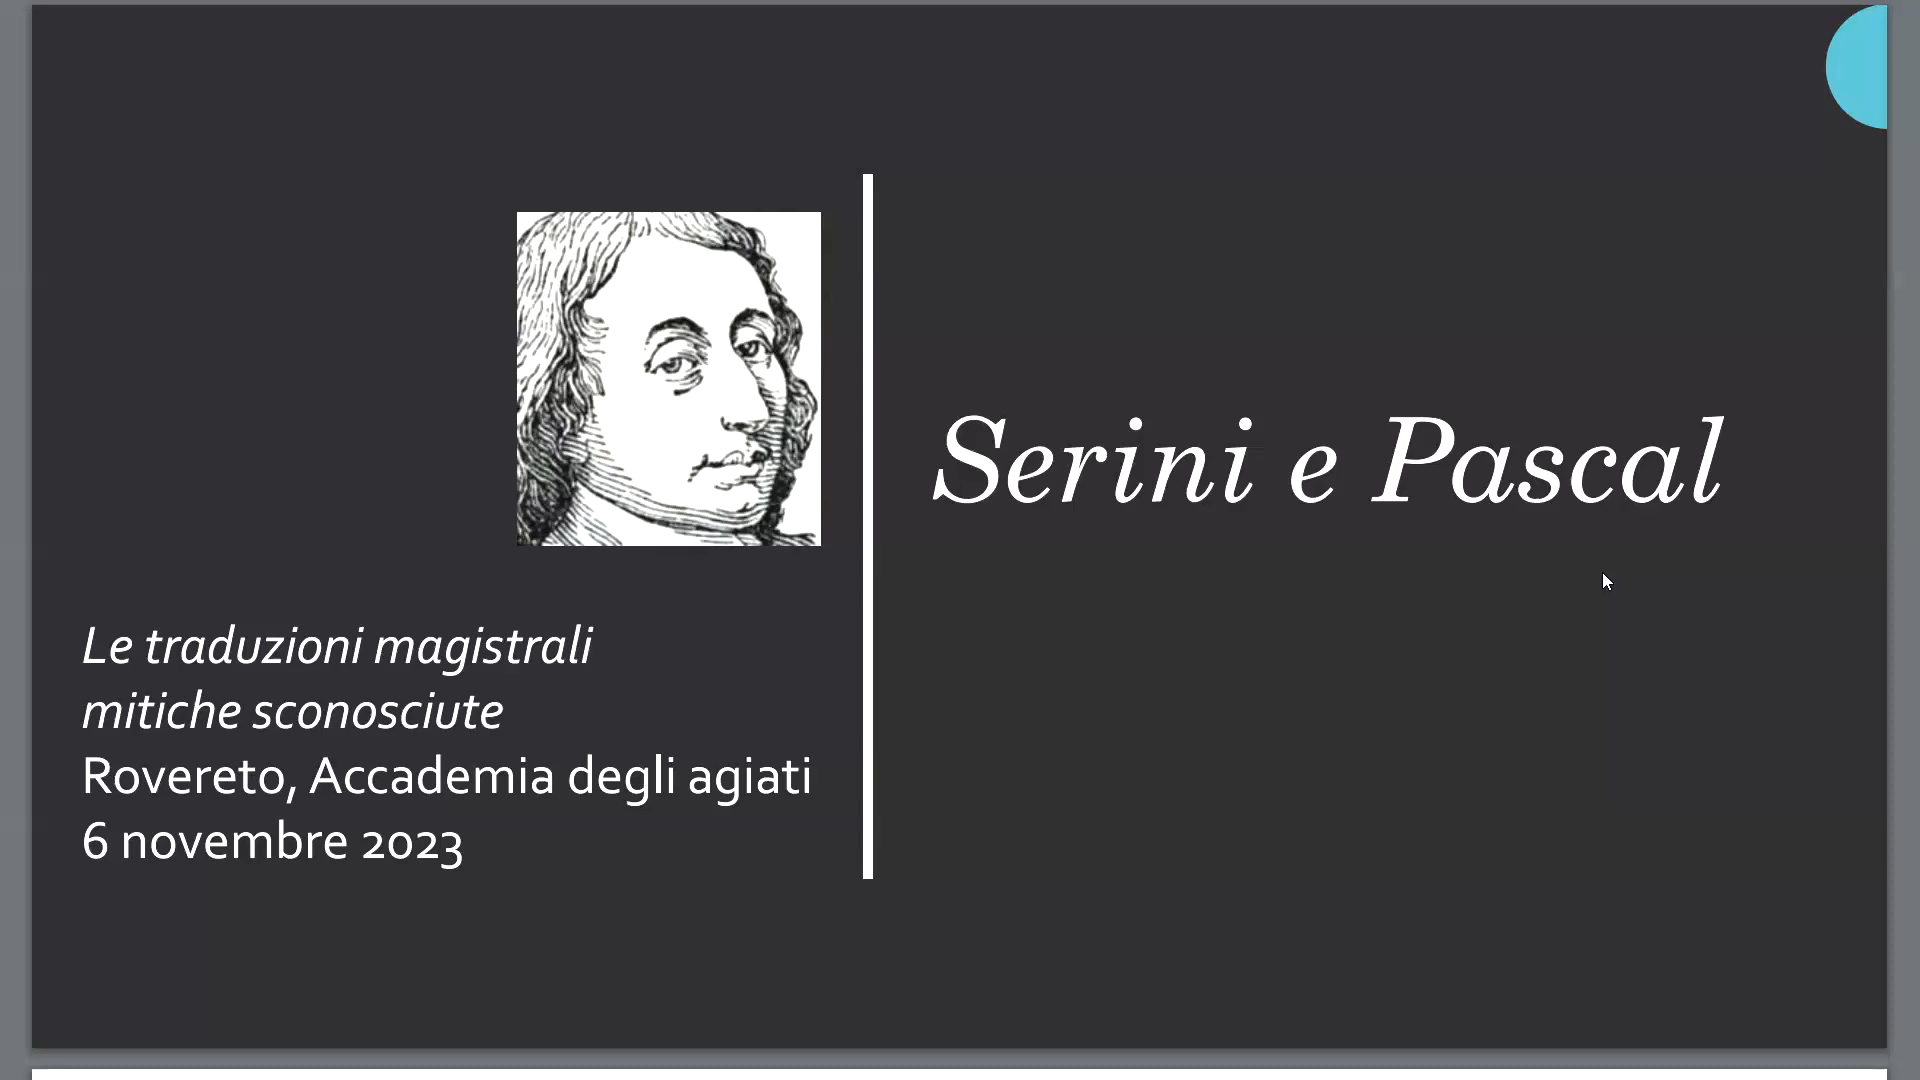 Serini e Pascal
Le traduzioni magistrali
mitiche sconosciute
Rovereto, Accademia degli agiati
6 novembre 2023